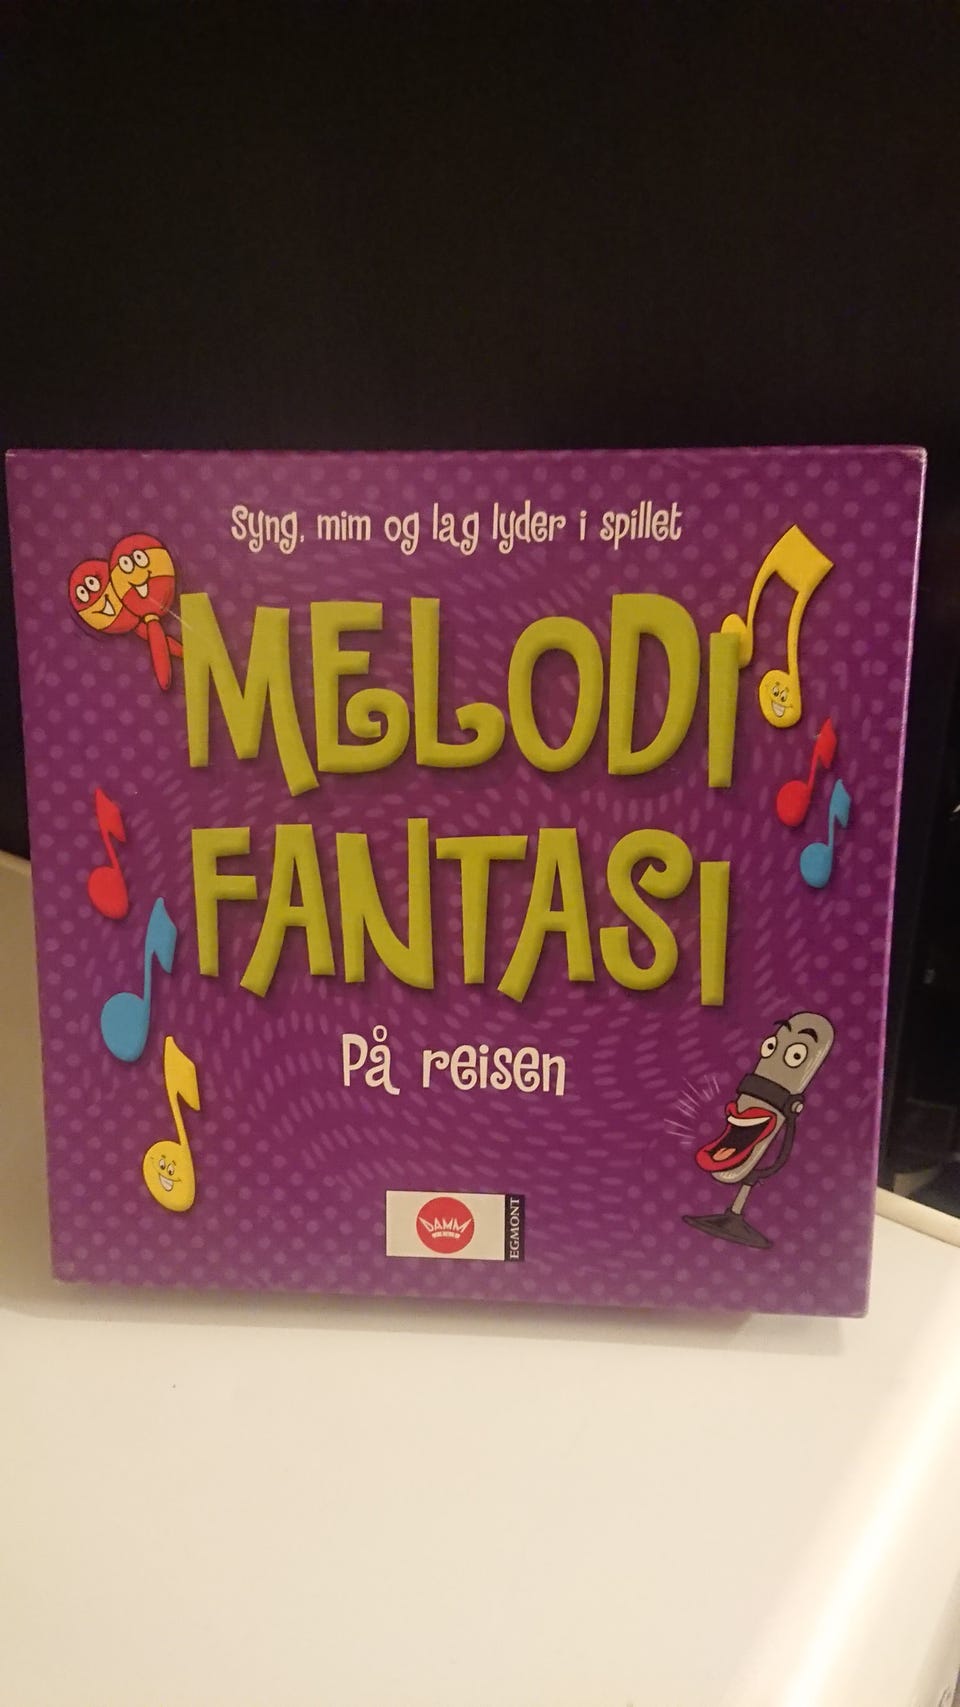 Syng, mim og lag lyder i spillet
MELODI
FANTASI
På reisen
DAMM
EGMONT